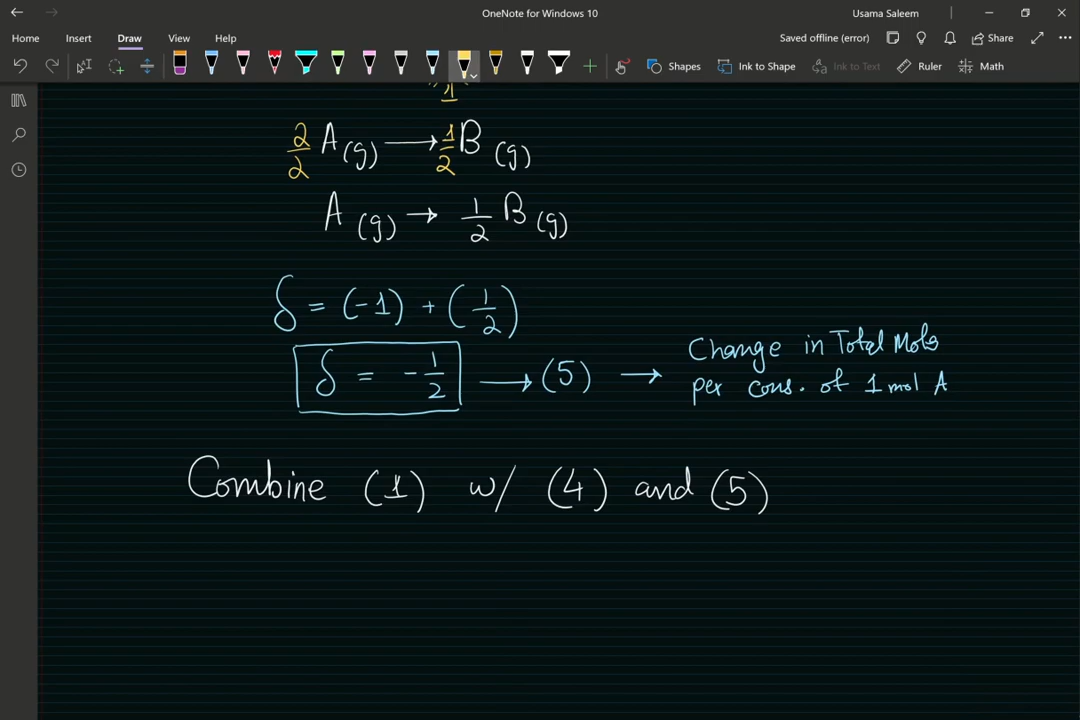 OneNote for Windows 10
Usama Saleem
Home Insert Draw View Help
Saved offline (error)
Share
Shapes
Ink to Shape
Ink to Text
Ruler
Math
1
2/2 A (g) → 1/2 B (g)
A (g) → 1/2 B (g)
δ = (-1) + (1/2)
δ = - 1/2 → (5) → Change in Total Mols
per cons. of 1 mol A
Combine (1) w/ (4) and (5)